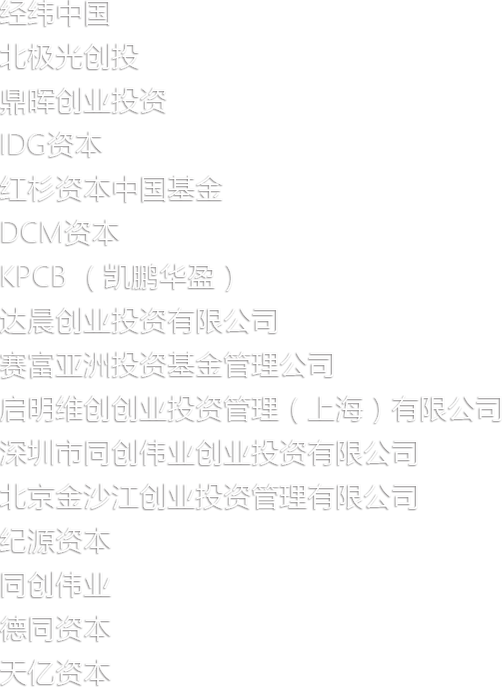 经纬中国
北极光创投
鼎晖创业投资
IDG资本
红杉资本中国基金
DCM资本
KPCB（凯鹏华盈）
达晨创业投资有限公司
赛富亚洲投资基金管理公司
启明维创创业投资管理（上海）有限公司
深圳市同创伟业创业投资有限公司
北京金沙江创业投资管理有限公司
纪源资本
同创伟业
德同资本
天亿资本